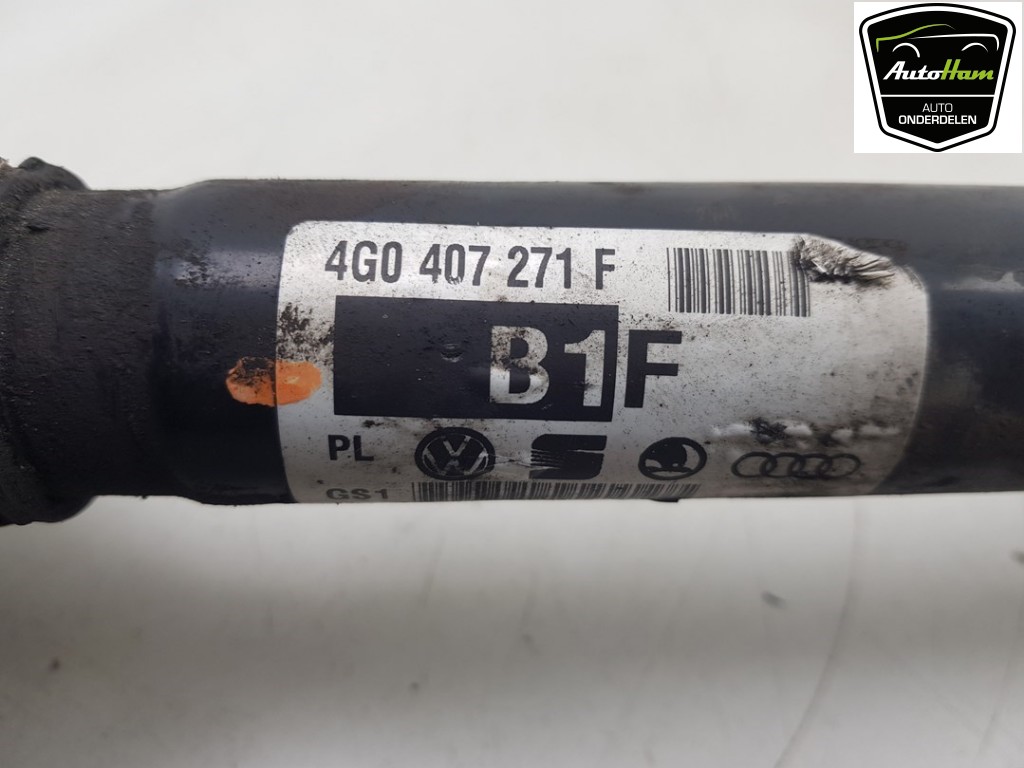 AutoHam
AUTO
ONDERDELEN
4G0 407 271 F
B1F
PL
GS1